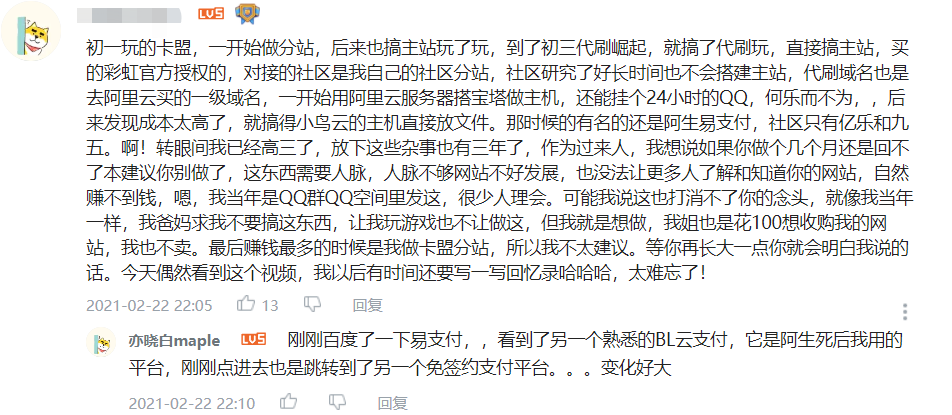 LV5
初一玩的卡盟，一开始做分站，后来也搞主站玩了玩，到了初三代刷崛起，就搞了代刷玩，直接搞主站，买
的彩虹官方授权的，对接的社区是我自己的社区分站，社区研究了好长时间也不会搭建主站，代刷域名也是
去阿里云买的一级域名，一开始用阿里云服务器搭宝塔做主机，还能挂个24小时的QQ，何乐而不为，，后
来发现成本太高了，就搞得小鸟云的主机直接放文件。那时候的有名的还是阿生易支付，社区只有亿乐和九
五。啊！转眼间我已经高三了，放下这些杂事也有三年了，作为过来人，我想说如果你做个几个月还是回不
了本建议你别做了，这东西需要人脉，人脉不够网站不好发展，也没法让更多人了解和知道你的网站，自然
赚不到钱，嗯，我当年是QQ群QQ空间里发这，很少人理会。可能我说这也打消不了你的念头，就像我当年
一样，我爸妈求我不要搞这东西，让我玩游戏也不让做这，但我就是想做，我姐也是花100想收购我的网
站，我也不卖。最后赚钱最多的时候是我做卡盟分站，所以我不太建议。等你再长大一点你就会明白我说的
话。今天偶然看到这个视频，我以后有时间还要写一写回忆录哈哈哈，太难忘了！
2021-02-22 22:05 13 回复
亦晓白maple LV5 刚刚百度了一下易支付，，看到了另一个熟悉的BL云支付，它是阿生死后我用的
平台，刚刚点进去也是跳转到了另一个免签约支付平台。。。变化好大
2021-02-22 22:10 回复